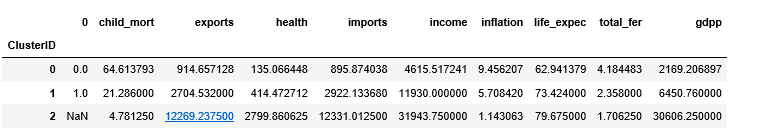 0 child_mort exports health imports income inflation life_expec total_fer gdpp
ClusterID
0 0.0 64.613793 914.657128 135.066448 895.874038 4615.517241 9.456207 62.941379 4.184483 2169.206897
1 1.0 21.286000 2704.532000 414.472712 2922.133680 11930.000000 5.708420 73.424000 2.358000 6450.760000
2 NaN 4.781250 12269.237500 2799.860625 12331.012500 31943.750000 1.143063 79.675000 1.706250 30606.250000